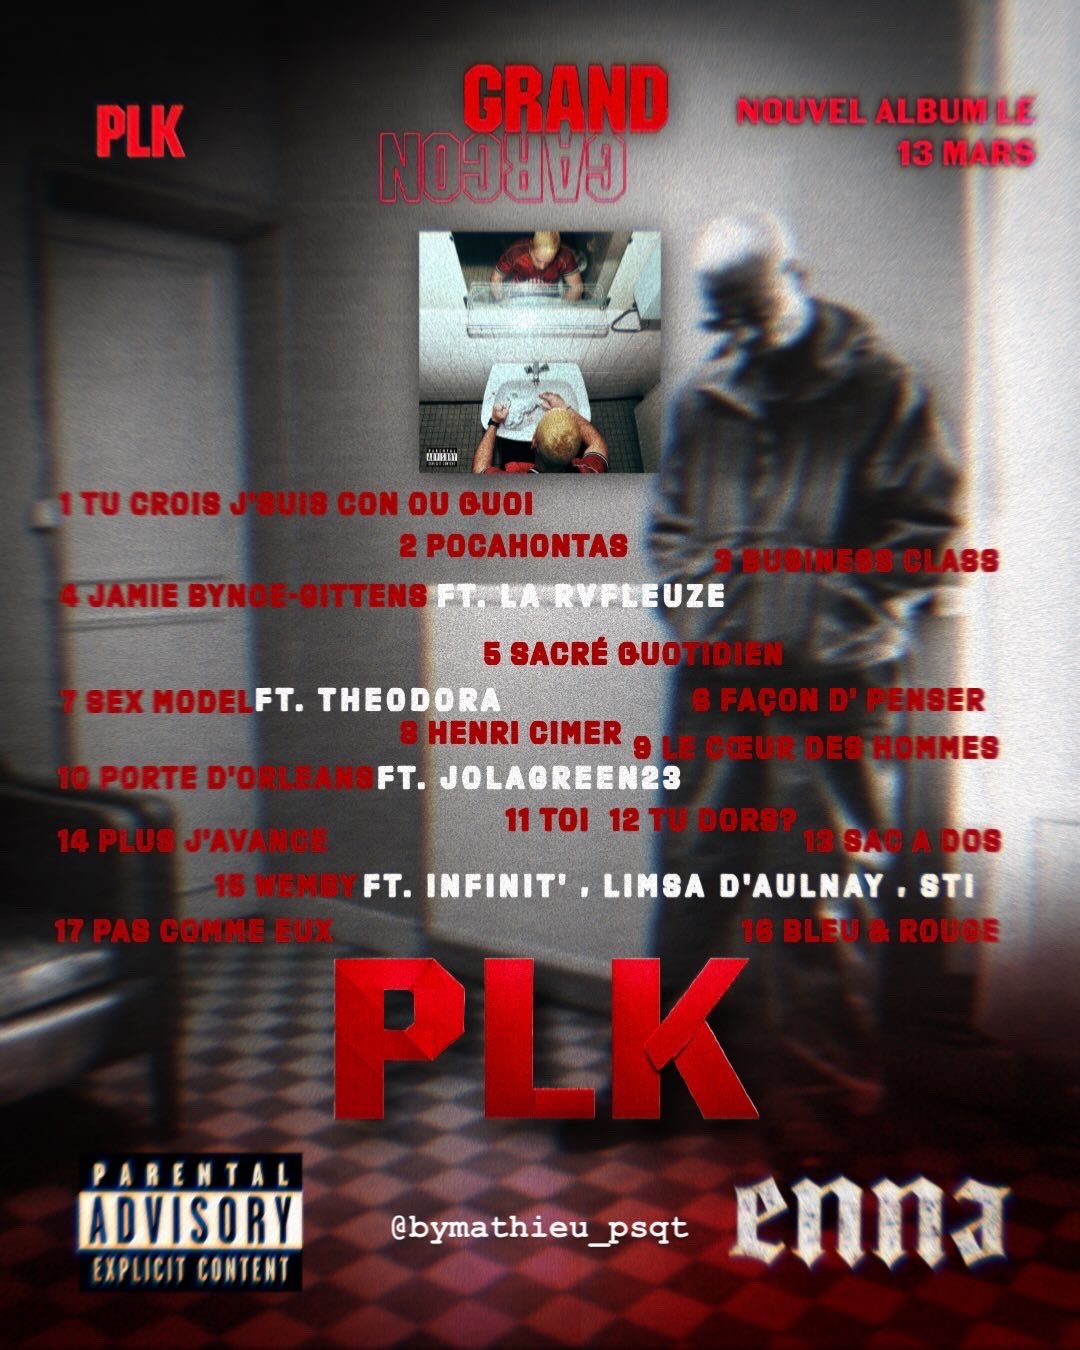 PLK
GRAND
GARÇON
NOUVEL ALBUM LE
13 MARS
PARENTAL
ADVISORY
EXPLICIT CONTENT
1 TU CROIS J'SUIS CON OU QUOI
2 POCAHONTAS
3 BUSINESS CLASS
4 JAMIE BYNOE-GITTENS FT. LA RVFLEUZE
5 SACRÉ QUOTIDIEN
7 SEX MODEL FT. THEODORA
6 FAÇON D' PENSER
8 HENRI CIMER
9 LE CŒUR DES HOMMES
10 PORTE D'ORLEANS FT. JOLAGREEN23
11 TOI 12 TU DORS?
14 PLUS J'AVANCE
13 SAC A DOS
15 WEMBY FT. INFINIT' , LIMSA D'AULNAY , STI
17 PAS COMME EUX
16 BLEU & ROUGE
PLK
PARENTAL
ADVISORY
EXPLICIT CONTENT
@bymathieu_psqt
enna